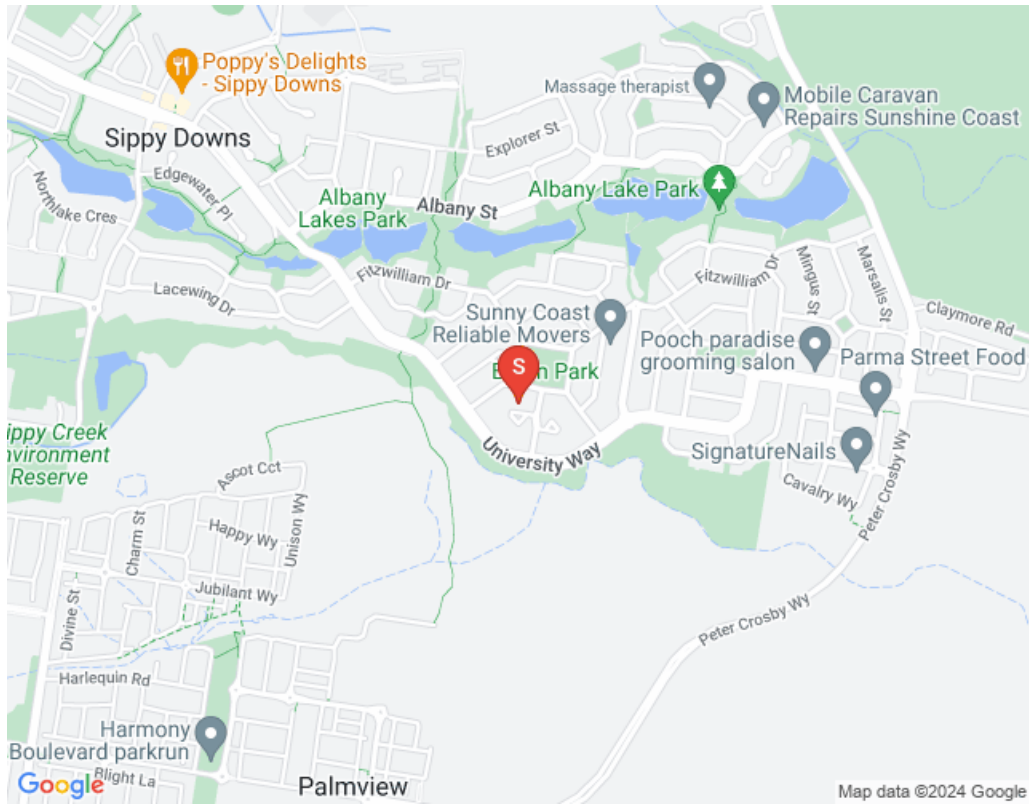 Poppy's Delights
- Sippy Downs
Sippy Downs
Massage therapist
Mobile Caravan
Repairs Sunshine Coast
Explorer St
Edgewater Pl
Northlake Cres
Albany
Lakes Park
Albany St
Albany Lake Park
Fitzwilliam Dr
Fitzwilliam Dr
Mingus St
Marsalis St
Lacewing Dr
Sunny Coast
Reliable Movers
Claymore Rd
Pooch paradise
grooming salon
Parma Street Food
S
Park
University Way
SignatureNails
Cavalry Wy
Peter Crosby Wy
ippy Creek
nvironment
Reserve
Ascot Cct
Unison Wy
Charm St
Happy Wy
Jubilant Wy
Divine St
Peter Crosby Wy
Harlequin Rd
Harmony
Boulevard parkrun
Blight La
Palmview
Google
Map data ©2024 Google